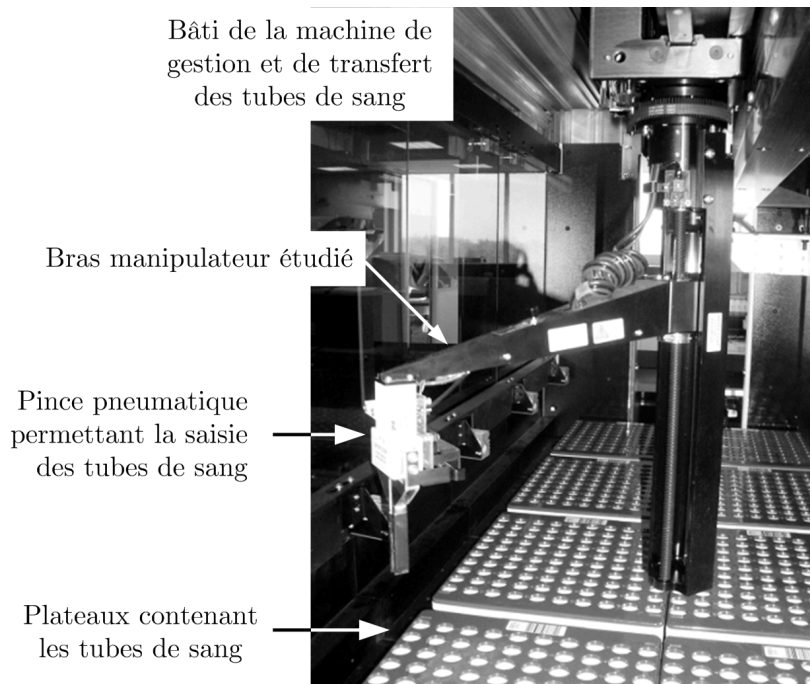 Bâti de la machine de
gestion et de transfert
des tubes de sang
Bras manipulateur étudié
Pince pneumatique
permettant la saisie
des tubes de sang
Plateaux contenant
les tubes de sang